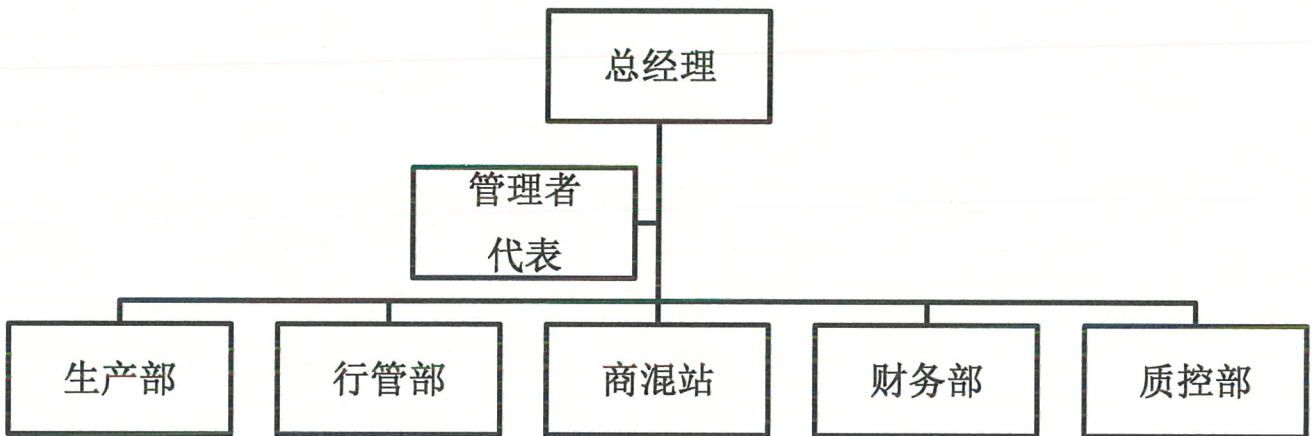 总经理
管理者
代表
生产部
行管部
商混站
财务部
质控部